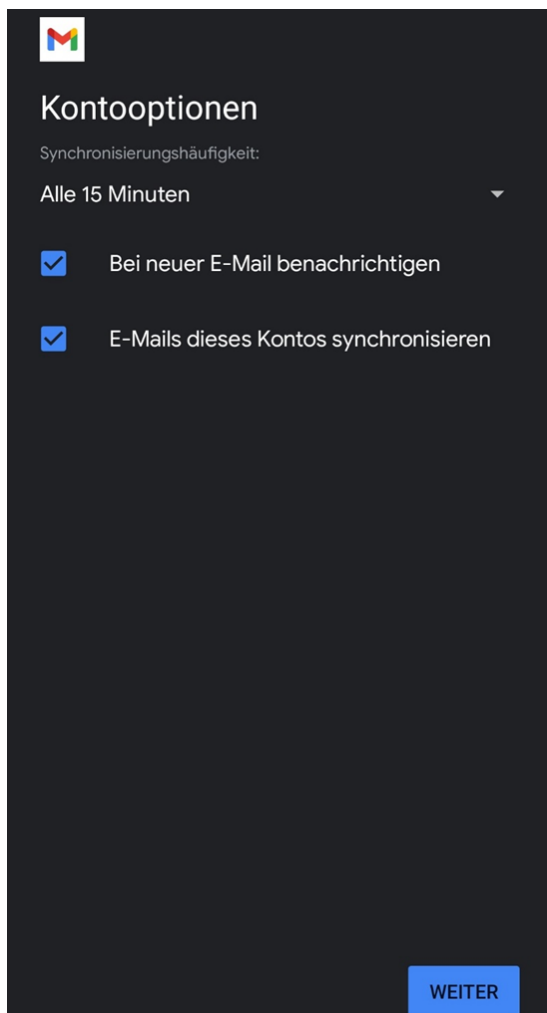 Kontooptionen
Synchronisierungshäufigkeit:
Alle 15 Minuten
Bei neuer E-Mail benachrichtigen
E-Mails dieses Kontos synchronisieren
WEITER